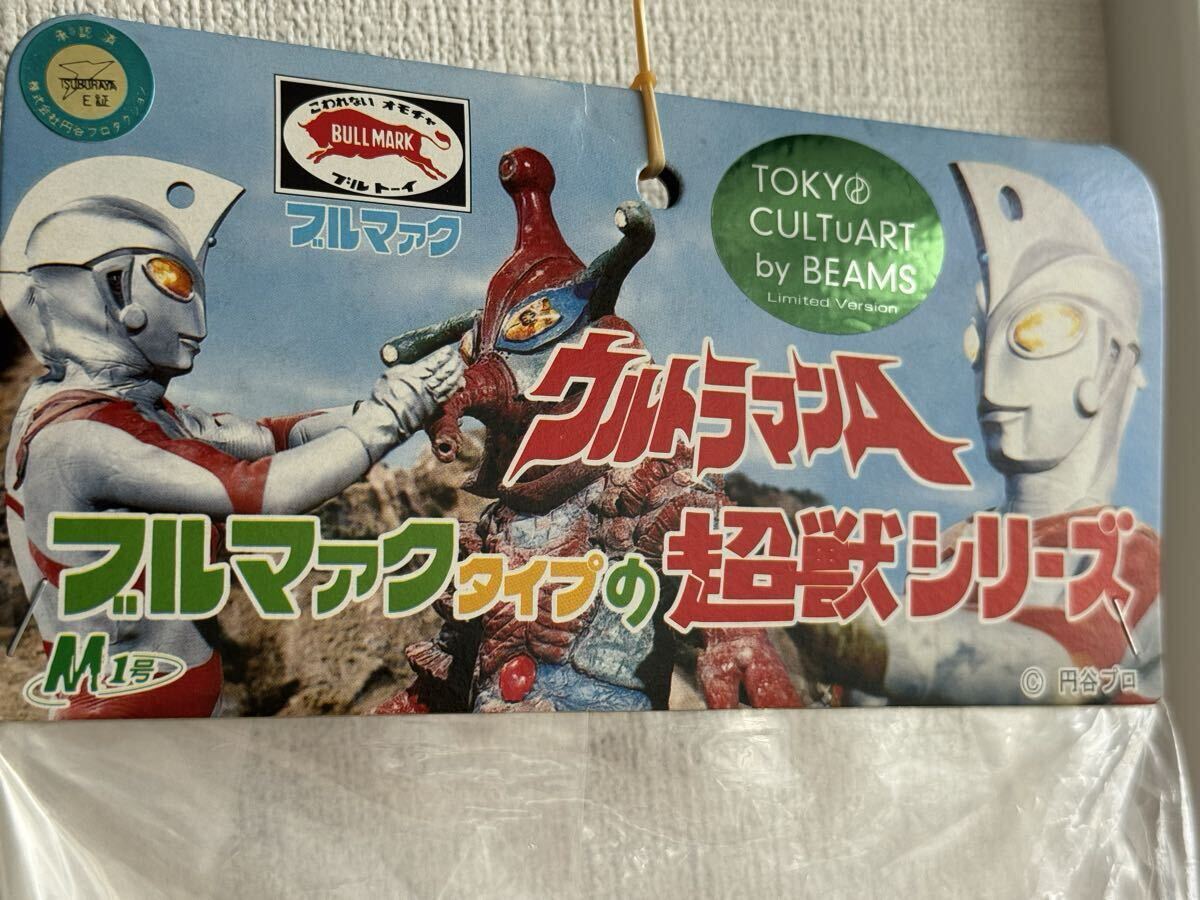 承認済
TSUBURAYA
E証
株式会社円谷プロダクション
こわれない オモチャ
BULLMARK
ブルトーイ
ブルマァク
TOKYO
CULTUART
by BEAMS
Limited Version
ウルトラマンA
ブルマァクタイプの超獣シリーズ
M1号
© 円谷プロ